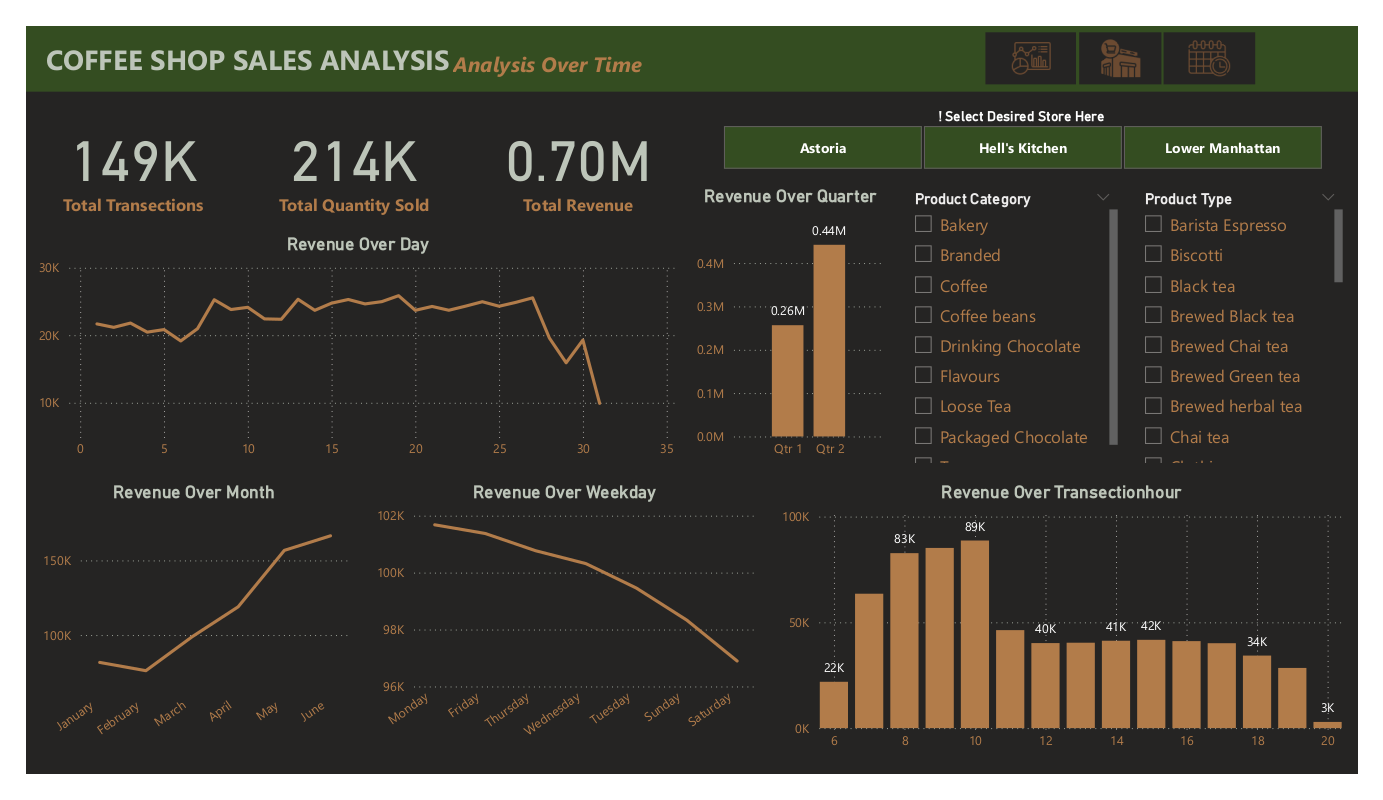 COFFEE SHOP SALES ANALYSIS Analysis Over Time
! Select Desired Store Here
Astoria
Hell's Kitchen
Lower Manhattan
149K
Total Transections
214K
Total Quantity Sold
0.70M
Total Revenue
Revenue Over Day
30K
20K
10K
0 5 10 15 20 25 30 35
Revenue Over Quarter
0.44M
0.26M
0.4M
0.3M
0.2M
0.1M
0.0M
Qtr 1 Qtr 2
Product Category
Bakery
Branded
Coffee
Coffee beans
Drinking Chocolate
Flavours
Loose Tea
Packaged Chocolate
Product Type
Barista Espresso
Biscotti
Black tea
Brewed Black tea
Brewed Chai tea
Brewed Green tea
Brewed herbal tea
Chai tea
Revenue Over Month
150K
100K
January February March April May June
Revenue Over Weekday
102K
100K
98K
96K
Monday Friday Thursday Wednesday Tuesday Sunday Saturday
Revenue Over Transectionhour
100K
50K
0K
22K 83K 89K 40K 41K 42K 34K 3K
6 8 10 12 14 16 18 20